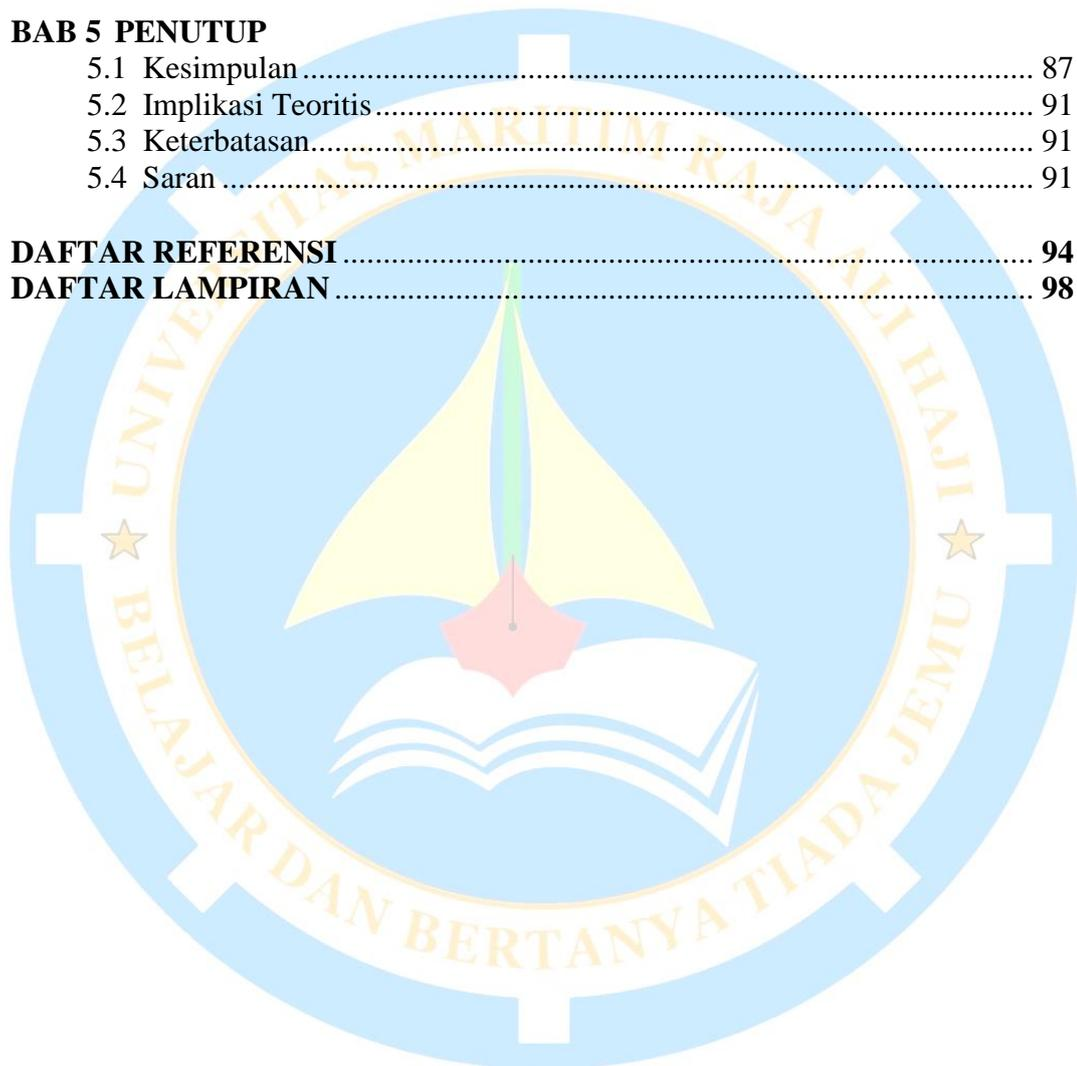 BAB 5 PENUTUP
5.1 Kesimpulan ........................................................................................ 87
5.2 Implikasi Teoritis ................................................................................ 91
5.3 Keterbatasan ....................................................................................... 91
5.4 Saran ................................................................................................... 91
DAFTAR REFERENSI .................................................................................... 94
DAFTAR LAMPIRAN ..................................................................................... 98
UNIVERSITAS MARITIM RAJA ALI HAJI
BELAJAR DAN BERTANYA TIADA JEMU